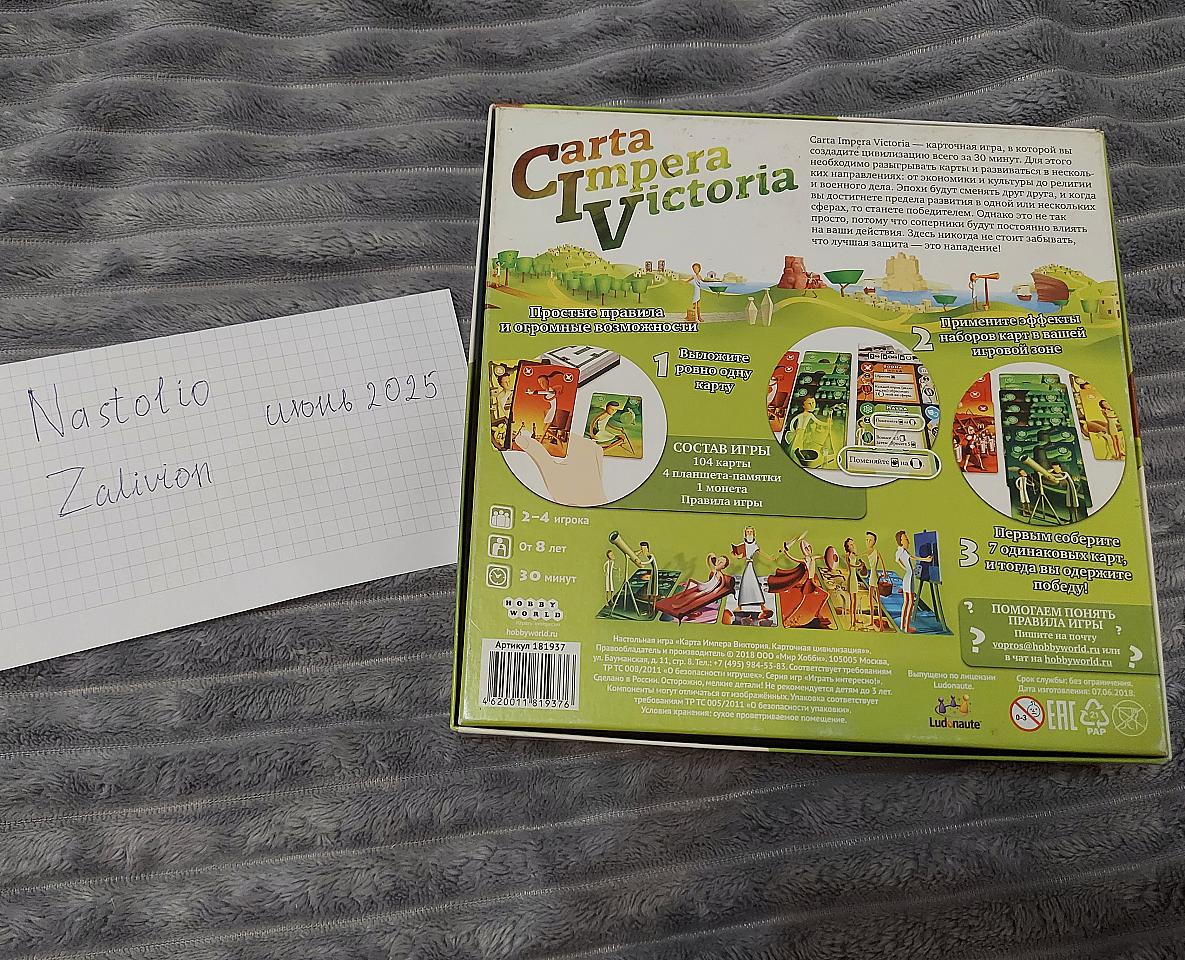 Nastolio июнь 2025
Zalivion
Carta
Impera
Victoria
Carta Impera Victoria — карточная игра, в которой вы
создадите цивилизацию всего за 30 минут. Для этого
необходимо разыгрывать карты и развиваться в несколь-
ких направлениях: от экономики и культуры до религии
и военного дела. Эпохи будут сменять друг друга, и когда
вы достигнете предела развития в одной или нескольких
сферах, то станете победителем. Однако это не так
просто, потому что соперники будут постоянно влиять
на ваши действия. Здесь никогда не стоит забывать,
что лучшая защита — это нападение!
Простые правила
и огромные возможности
1 Выложите
ровно одну
карту
2 Примените эффекты
наборов карт в вашей
игровой зоне
Поменяйте на
СОСТАВ ИГРЫ
104 карты
4 планшета-памятки
1 монета
Правила игры
2–4 игрока
От 8 лет
30 минут
3 Первым соберите
7 одинаковых карт,
и тогда вы одержите
победу!
HOBBY
WORLD
Играть интересно!
hobbyworld.ru
Артикул 181937
4 620011 819376
Настольная игра «Карта Импера Виктория. Карточная цивилизация».
Правообладатель и производитель © 2018 ООО «Мир Хобби». 105005 Москва,
ул. Бауманская, д. 11, стр. 8. Тел.: +7 (495) 984-53-83. Соответствует требованиям
ТР ТС 008/2011 «О безопасности игрушек». Серия игр «Играть интересно!».
Сделано в России. Осторожно, мелкие детали! Не рекомендуется детям до 3 лет.
Компоненты могут отличаться от изображённых. Упаковка соответствует
требованиям ТР ТС 005/2011 «О безопасности упаковки».
Условия хранения: сухое проветриваемое помещение.
Выпущено по лицензии
Ludonaute.
Ludonaute
ПОМОГАЕМ ПОНЯТЬ
ПРАВИЛА ИГРЫ
Пишите на почту
vopros@hobbyworld.ru или
в чат на hobbyworld.ru
Срок службы: без ограничения.
Дата изготовления: 07.06.2018.
0-3
EAC
21
PAP